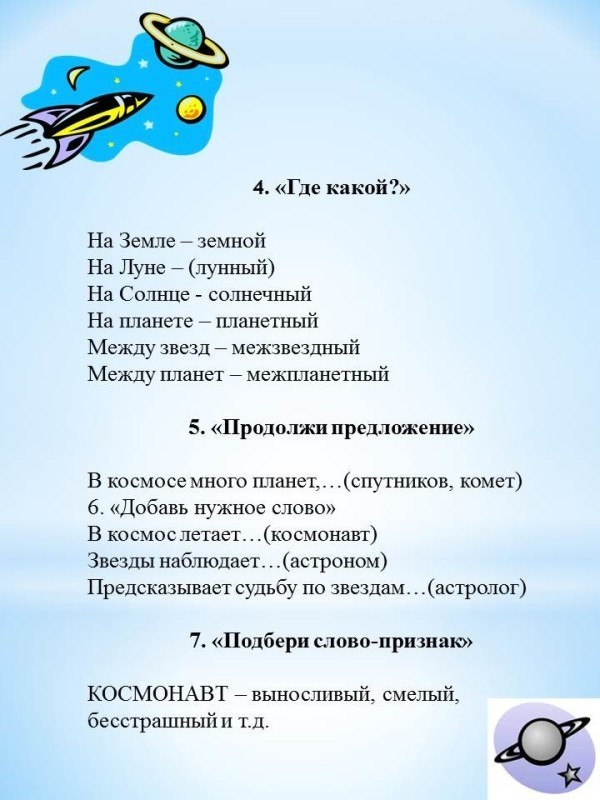 4. «Где какой?»
На Земле – земной
На Луне – (лунный)
На Солнце - солнечный
На планете – планетный
Между звезд – межзвездный
Между планет – межпланетный
5. «Продолжи предложение»
В космосе много планет,…(спутников, комет)
6. «Добавь нужное слово»
В космос летает…(космонавт)
Звезды наблюдает…(астроном)
Предсказывает судьбу по звездам…(астролог)
7. «Подбери слово-признак»
КОСМОНАВТ – выносливый, смелый,
бесстрашный и т.д.